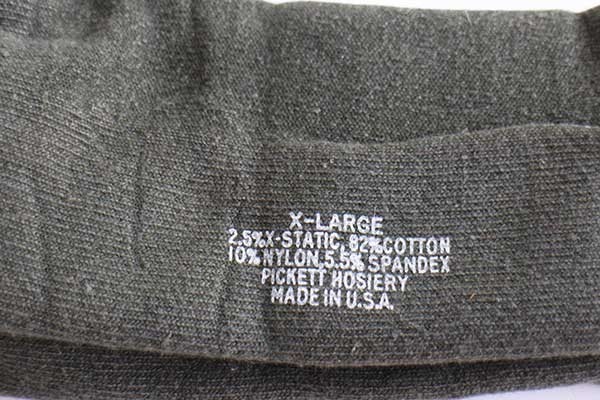 X-LARGE
2.5%X-STATIC, 82%COTTON
10%NYLON, 5.5% SPANDEX
PICKETT HOSIERY
MADE IN U.S.A.